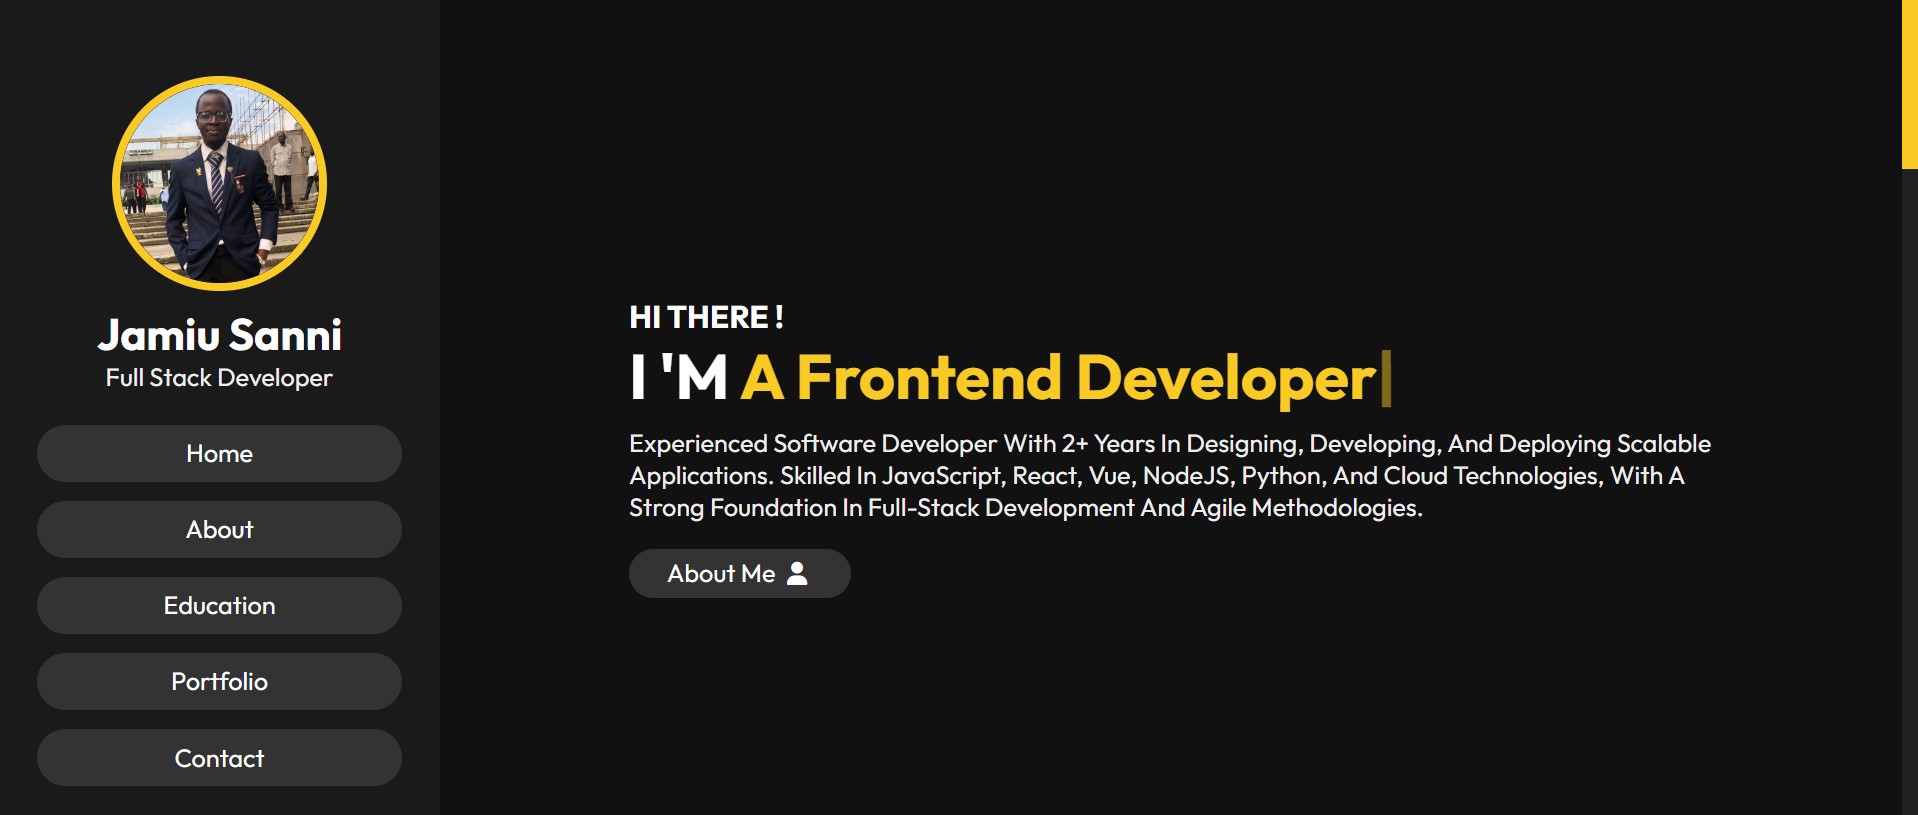 Jamiu Sanni
Full Stack Developer
Home
About
Education
Portfolio
Contact
HI THERE !
I 'M A Frontend Developer
Experienced Software Developer With 2+ Years In Designing, Developing, And Deploying Scalable
Applications. Skilled In JavaScript, React, Vue, NodeJS, Python, And Cloud Technologies, With A
Strong Foundation In Full-Stack Development And Agile Methodologies.
About Me